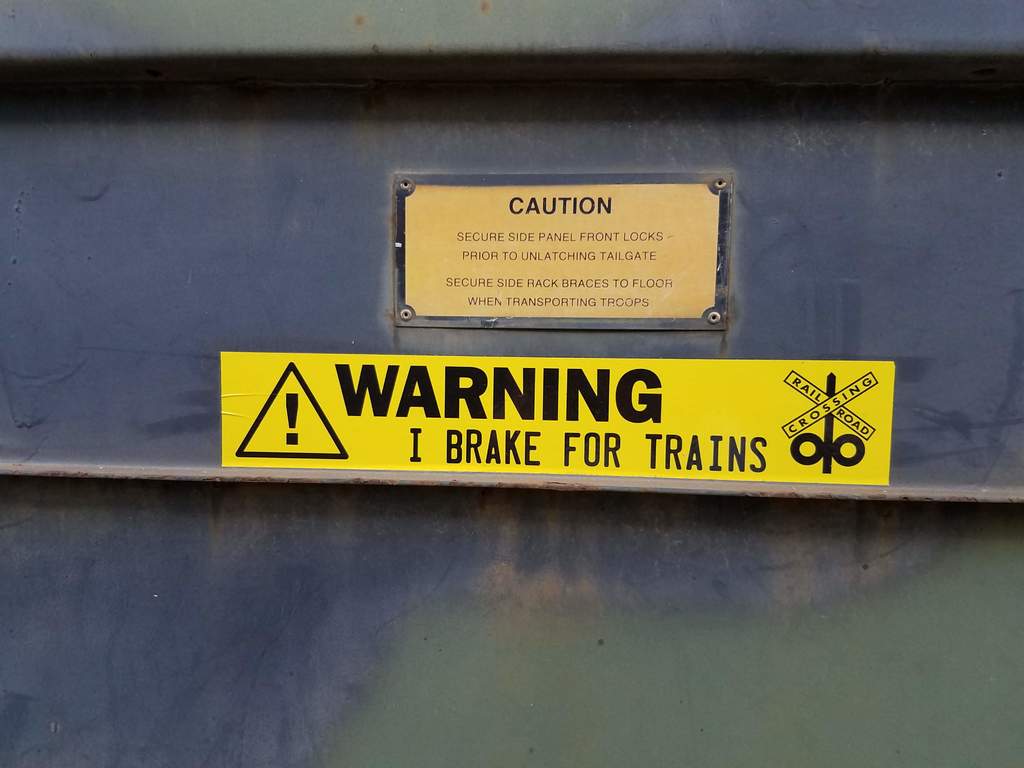 CAUTION
SECURE SIDE PANEL FRONT LOCKS
PRIOR TO UNLATCHING TAILGATE
SECURE SIDE RACK BRACES TO FLOOR
WHEN TRANSPORTING TROOPS
WARNING
I BRAKE FOR TRAINS
RAIL ROAD
CROSSING